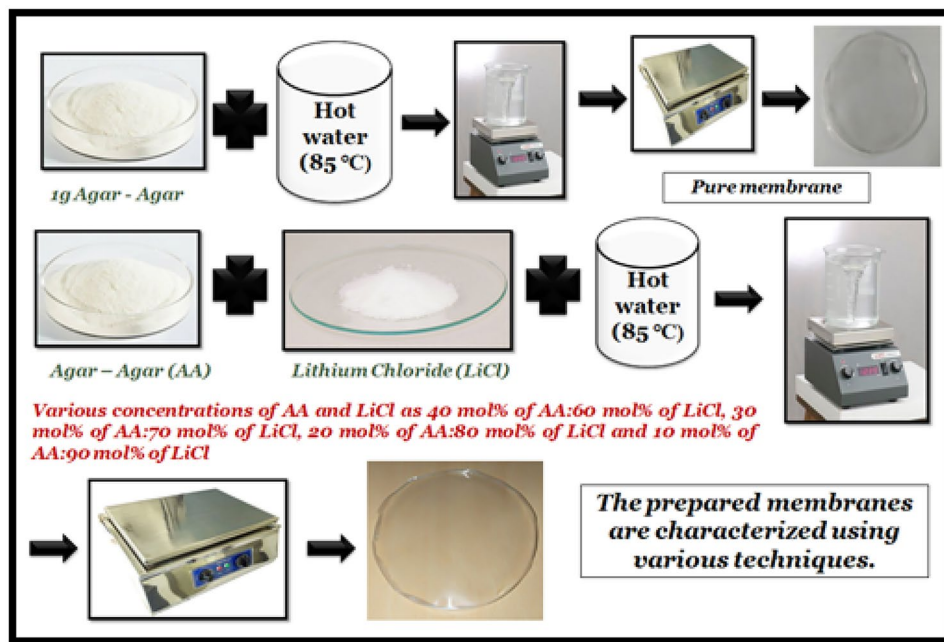 Hot
water
(85 °C)
1g Agar - Agar
Pure membrane
Hot
water
(85 °C)
Agar – Agar (AA)
Lithium Chloride (LiCl)
Various concentrations of AA and LiCl as 40 mol% of AA:60 mol% of LiCl, 30
mol% of AA:70 mol% of LiCl, 20 mol% of AA:80 mol% of LiCl and 10 mol% of
AA:90 mol% of LiCl
The prepared membranes
are characterized using
various techniques.